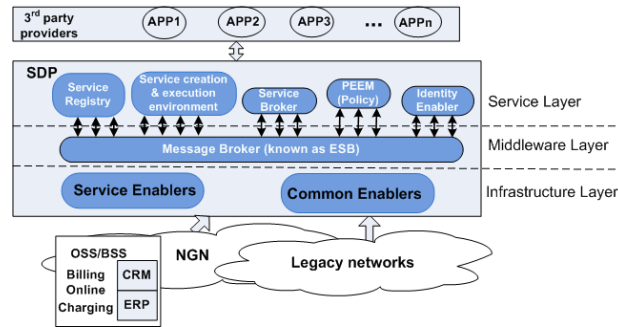 3rd party
providers
APP1
APP2
APP3
...
APPn
SDP
Service
Registry
Service creation
& execution
environment
Service
Broker
PEEM
(Policy)
Identity
Enabler
Service Layer
Message Broker (known as ESB)
Middleware Layer
Service Enablers
Common Enablers
Infrastructure Layer
OSS/BSS
Billing
Online
Charging
CRM
ERP
NGN
Legacy networks